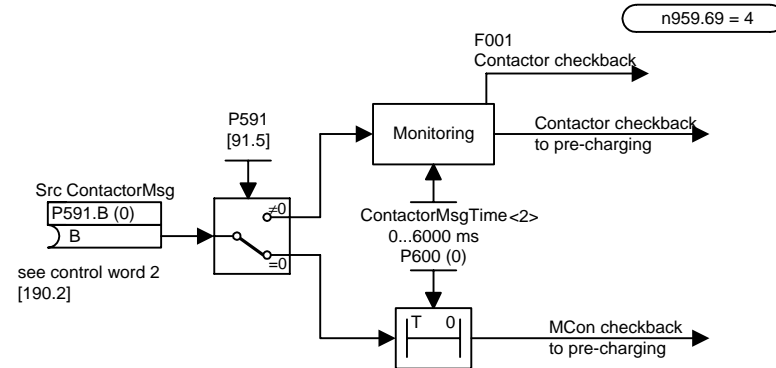 n959.69 = 4
F001
Contactor checkback
P591
[91.5]
Monitoring
Contactor checkback
to pre-charging
Src ContactorMsg
P591.B (0)
B
≠0
=0
ContactorMsgTime<2>
0...6000 ms
P600 (0)
see control word 2
[190.2]
T 0
MCon checkback
to pre-charging